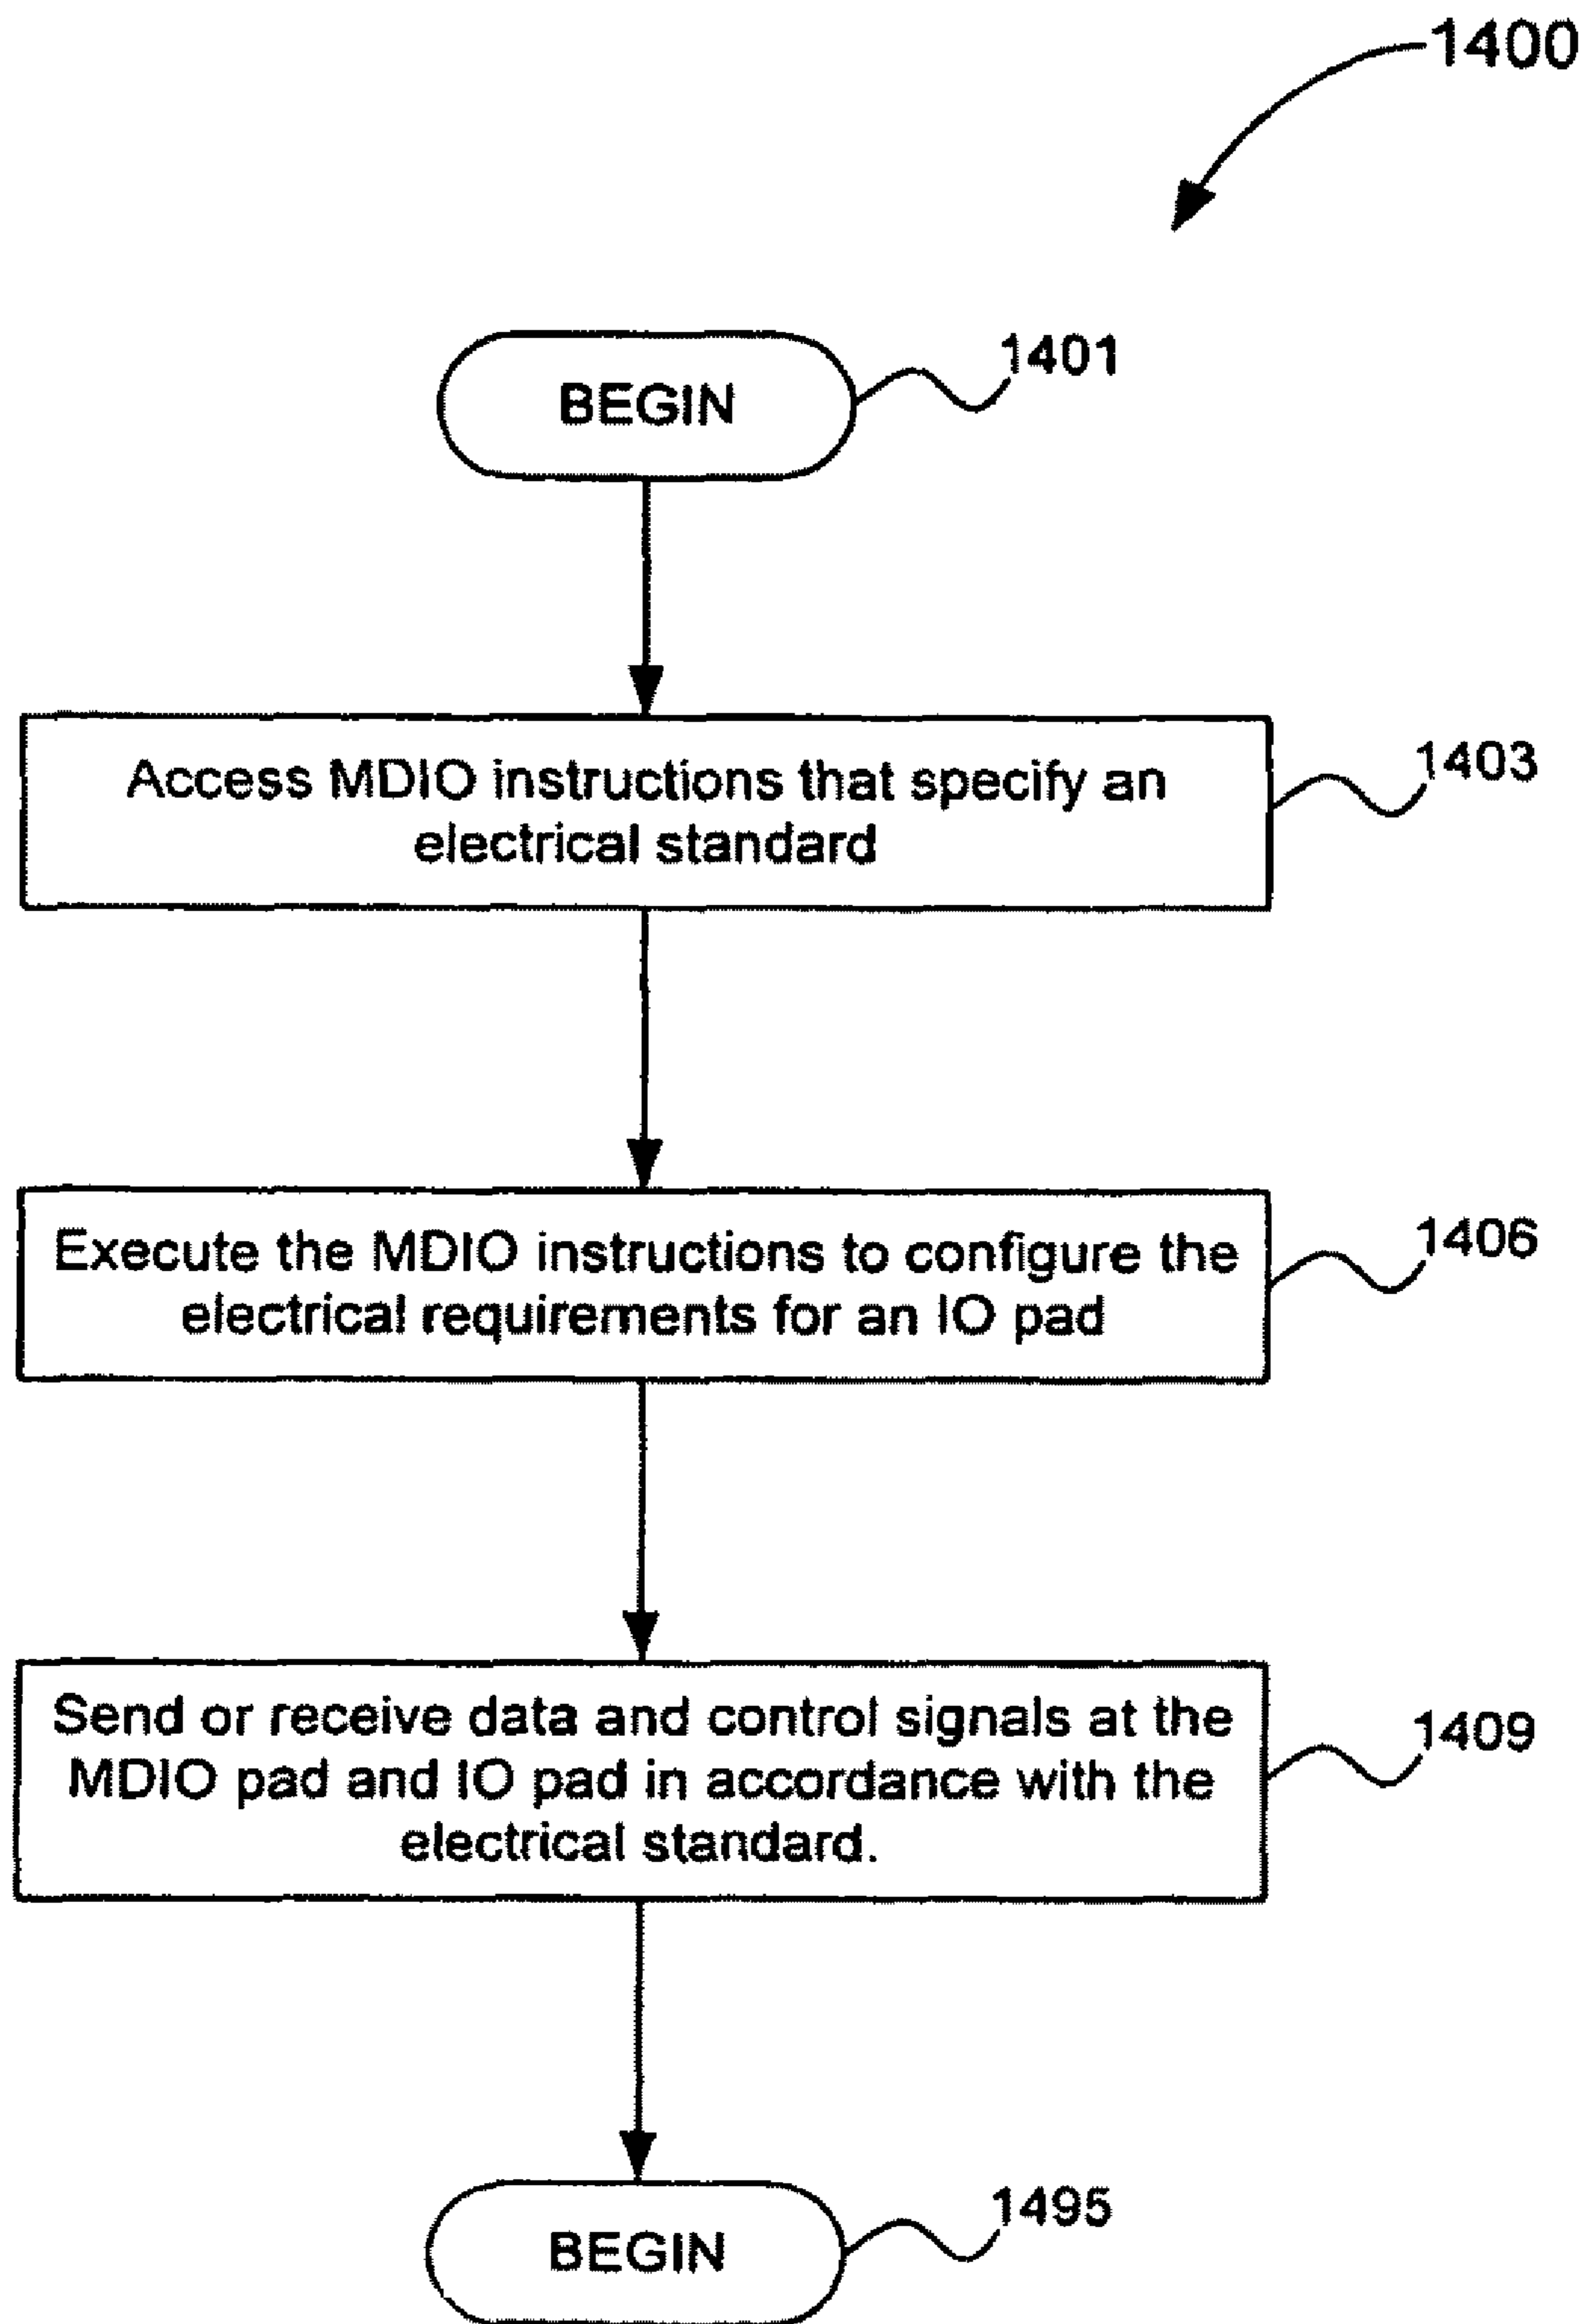 1400
BEGIN
1401
Access MDIO instructions that specify an
electrical standard
1403
Execute the MDIO instructions to configure the
electrical requirements for an IO pad
1406
Send or receive data and control signals at the
MDIO pad and IO pad in accordance with the
electrical standard.
1409
BEGIN
1495